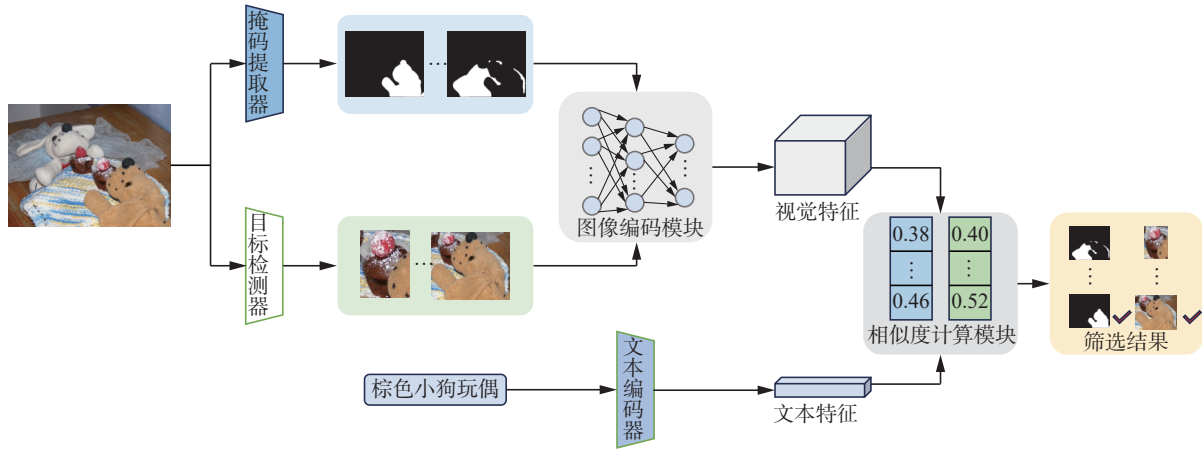 掩码提取器
…
目标检测器
…
图像编码模块
视觉特征
0.38
0.40
⋮
⋮
0.46
0.52
相似度计算模块
筛选结果
棕色小狗玩偶
文本编码器
文本特征